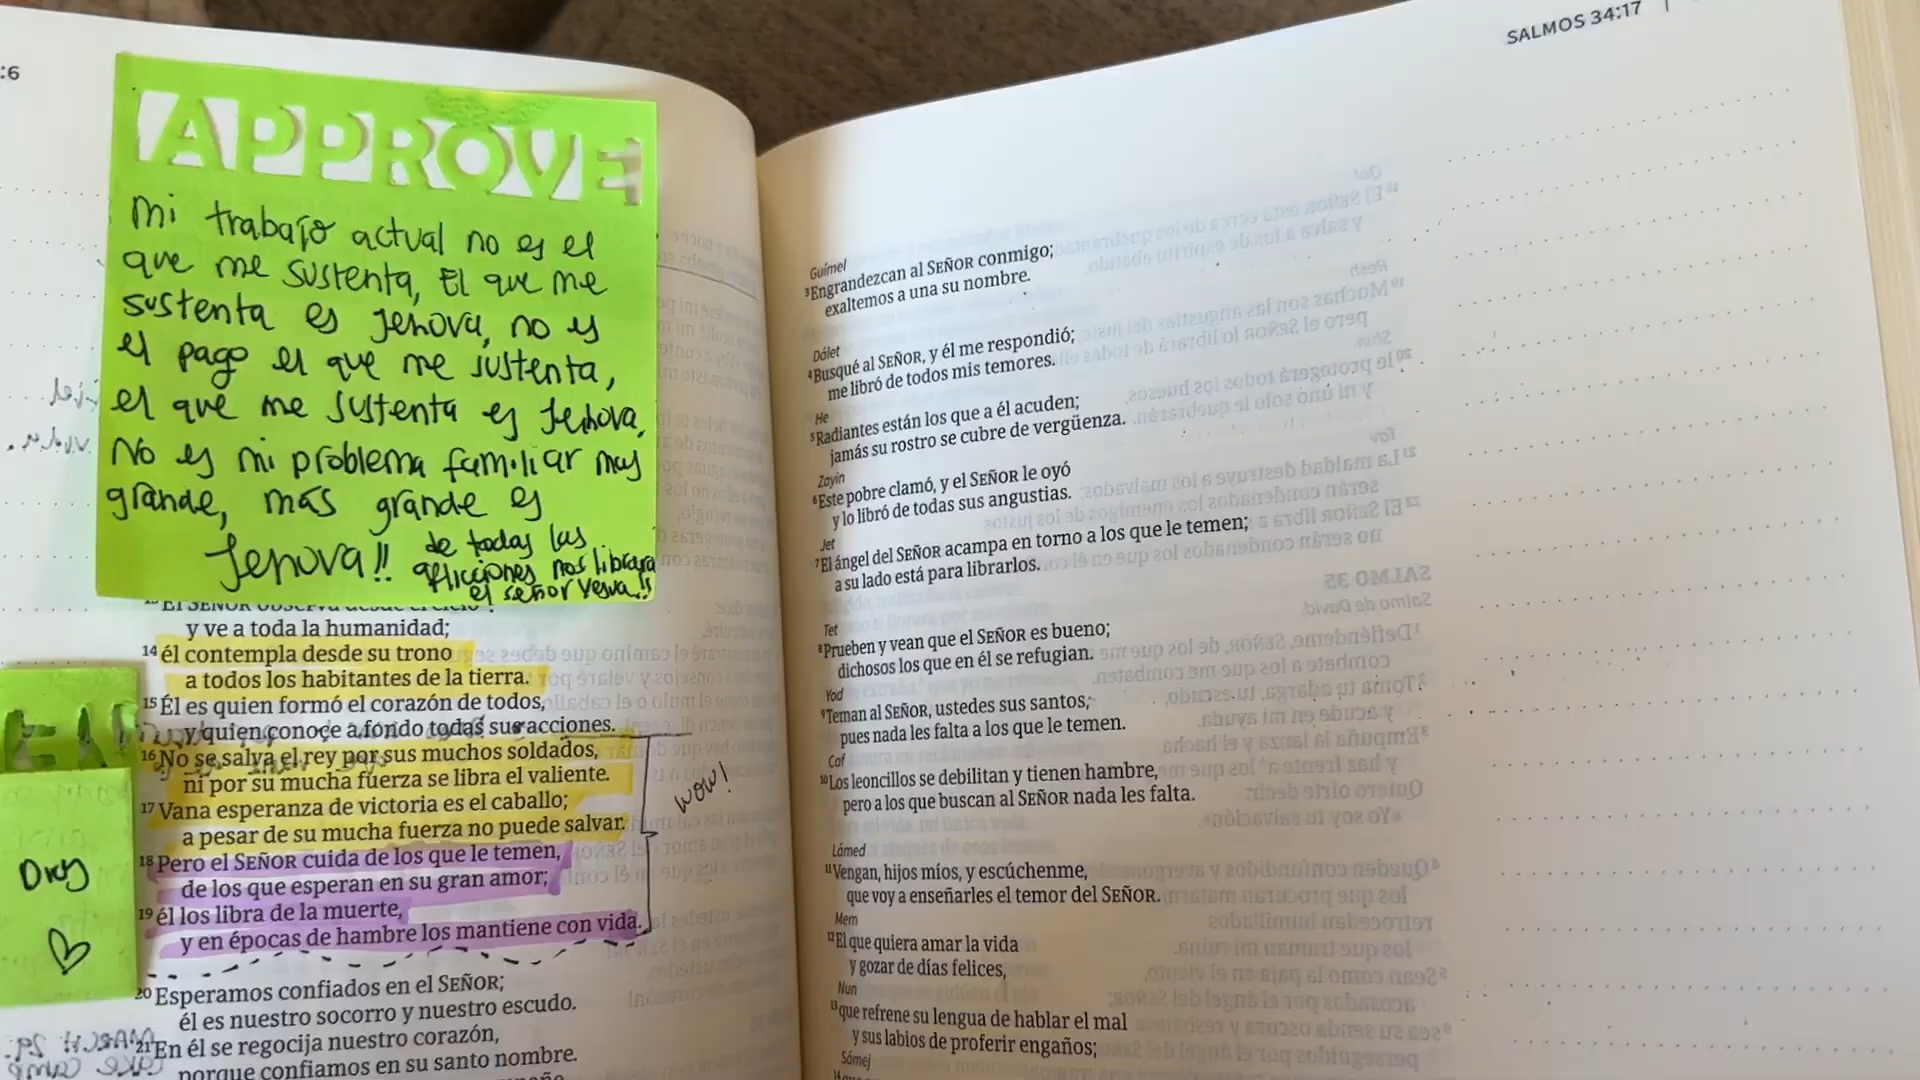 :6
APPROVE
mi trabajo actual no es el
que me sustenta, El que me
sustenta es Jehova, no es
el pago el que me sustenta,
el que me sustenta es Jehova,
No es mi problema familiar mas
grande, mas grande es
Jehova!! de todas las
aflicciones nos librara
el señor Yesua!!
y ve a toda la humanidad;
14 él contempla desde su trono
a todos los habitantes de la tierra.
15 Él es quien formó el corazón de todos,
y quien conoce a fondo todas sus acciones.
16 No se salva el rey por sus muchos soldados,
ni por su mucha fuerza se libra el valiente.
17 Vana esperanza de victoria es el caballo;
a pesar de su mucha fuerza no puede salvar.
wow!
18 Pero el SEÑOR cuida de los que le temen,
de los que esperan en su gran amor;
19 él los libra de la muerte,
y en épocas de hambre los mantiene con vida.
20 Esperamos confiados en el SEÑOR;
él es nuestro socorro y nuestro escudo.
21 En él se regocija nuestro corazón,
porque confiamos en su santo nombre.
SALMOS 34:17
Guímel
3 Engrandezcan al SEÑOR conmigo;
exaltemos a una su nombre.
Dálet
4 Busqué al SEÑOR, y él me respondió;
me libró de todos mis temores.
He
5 Radiantes están los que a él acuden;
jamás su rostro se cubre de vergüenza.
Zayin
6 Este pobre clamó, y el SEÑOR le oyó
y lo libró de todas sus angustias.
Jet
7 El ángel del SEÑOR acampa en torno a los que le temen;
a su lado está para librarlos.
Tet
8 Prueben y vean que el SEÑOR es bueno;
dichosos los que en él se refugian.
Yod
9 Teman al SEÑOR, ustedes sus santos,
pues nada les falta a los que le temen.
Caf
10 Los leoncillos se debilitan y tienen hambre,
pero a los que buscan al SEÑOR nada les falta.
Lámed
11 Vengan, hijos míos, y escúchenme,
que voy a enseñarles el temor del SEÑOR.
Mem
12 El que quiera amar la vida
y gozar de días felices,
Nun
13 que refrene su lengua de hablar el mal
y sus labios de proferir engaños;
Sámej